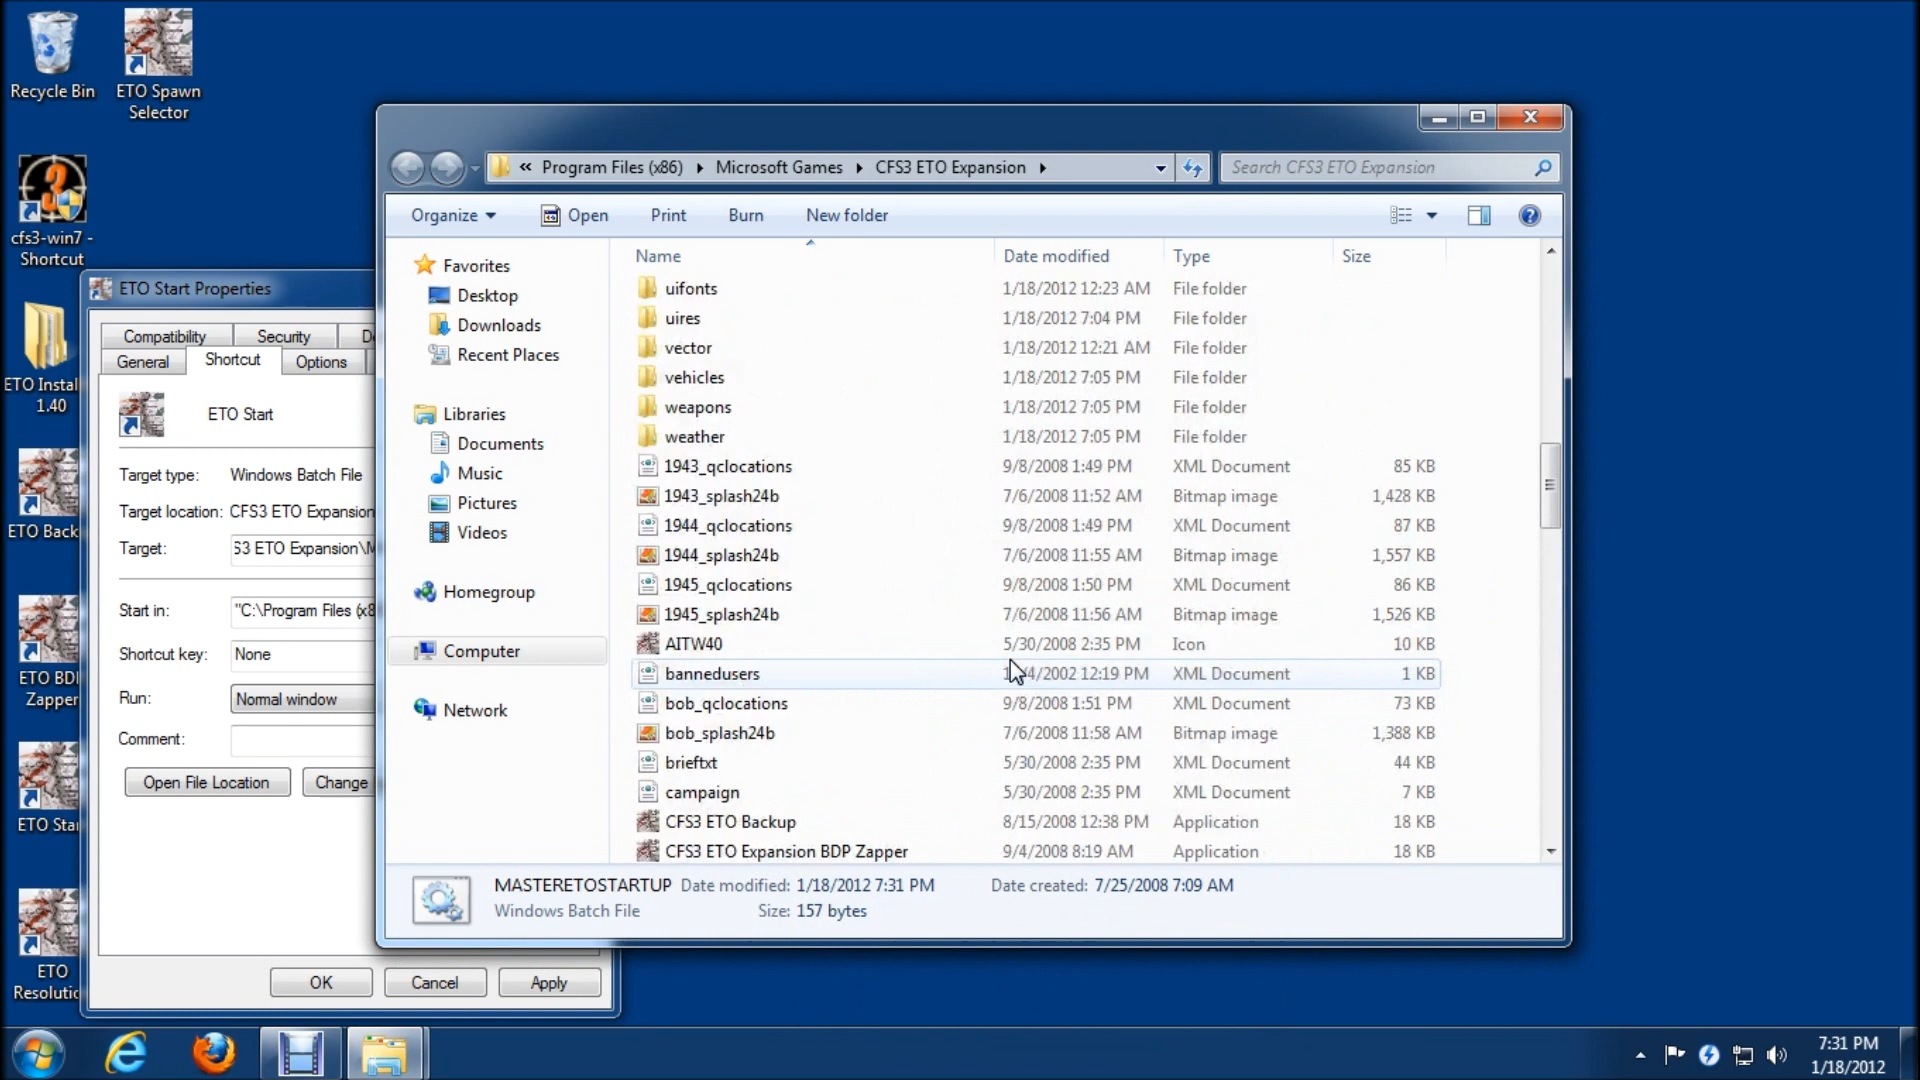 Recycle Bin
ETO Spawn
Selector
cfs3-win7 -
Shortcut
ETO Instal
1.40
ETO Back
ETO BD
Zapper
ETO Sta
ETO
Resolutio
ETO Start Properties
Compatibility Security De
General Shortcut Options
ETO Start
Target type: Windows Batch File
Target location: CFS3 ETO Expansion
Target: S3 ETO Expansion\M
Start in: "C:\Program Files (x8
Shortcut key: None
Run: Normal window
Comment:
Open File Location Change
OK Cancel Apply
« Program Files (x86) Microsoft Games CFS3 ETO Expansion
Search CFS3 ETO Expansion
Organize Open Print Burn New folder
Favorites
Desktop
Downloads
Recent Places
Libraries
Documents
Music
Pictures
Videos
Homegroup
Computer
Network
Name Date modified Type Size
uifonts 1/18/2012 12:23 AM File folder
uires 1/18/2012 7:04 PM File folder
vector 1/18/2012 12:21 AM File folder
vehicles 1/18/2012 7:05 PM File folder
weapons 1/18/2012 7:05 PM File folder
weather 1/18/2012 7:05 PM File folder
1943_qclocations 9/8/2008 1:49 PM XML Document 85 KB
1943_splash24b 7/6/2008 11:52 AM Bitmap image 1,428 KB
1944_qclocations 9/8/2008 1:49 PM XML Document 87 KB
1944_splash24b 7/6/2008 11:55 AM Bitmap image 1,557 KB
1945_qclocations 9/8/2008 1:50 PM XML Document 86 KB
1945_splash24b 7/6/2008 11:56 AM Bitmap image 1,526 KB
AITW40 5/30/2008 2:35 PM Icon 10 KB
bannedusers 4/2002 12:19 PM XML Document 1 KB
bob_qclocations 9/8/2008 1:51 PM XML Document 73 KB
bob_splash24b 7/6/2008 11:58 AM Bitmap image 1,388 KB
brieftxt 5/30/2008 2:35 PM XML Document 44 KB
campaign 5/30/2008 2:35 PM XML Document 7 KB
CFS3 ETO Backup 8/15/2008 12:38 PM Application 18 KB
CFS3 ETO Expansion BDP Zapper 9/4/2008 8:19 AM Application 18 KB
MASTERETOSTARTUP Date modified: 1/18/2012 7:31 PM Date created: 7/25/2008 7:09 AM
Windows Batch File Size: 157 bytes
7:31 PM
1/18/2012